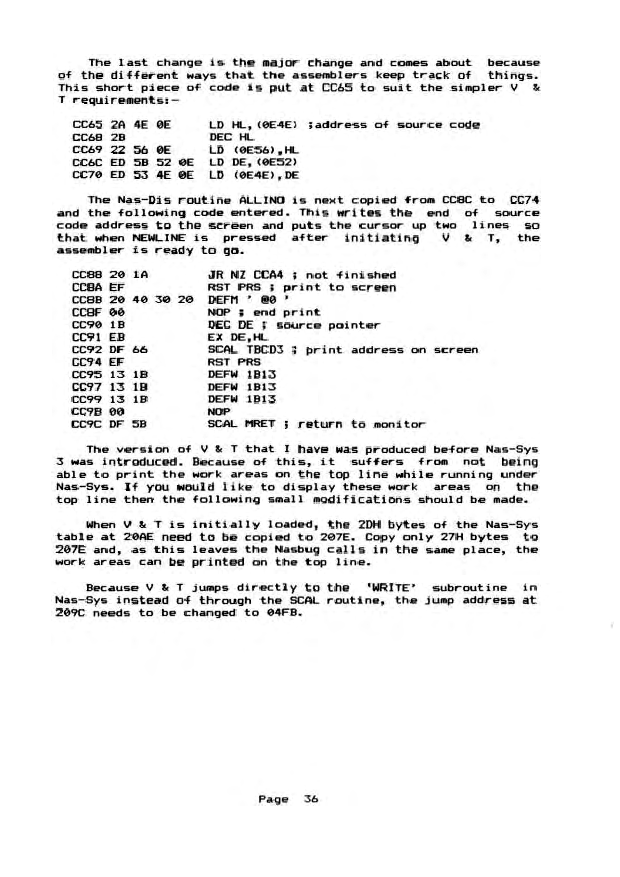 The last change is the major change and comes about because
of the different ways that the assemblers keep track of things.
This short piece of code is put at CC65 to suit the simpler V &
T requirements:-
CC65 2A 4E 0E LD HL,(0E4E) ;address of source code
CC68 2B DEC HL
CC69 22 56 0E LD (0E56),HL
CC6C ED 5B 52 0E LD DE,(0E52)
CC70 ED 53 4E 0E LD (0E4E),DE
The Nas-Dis routine ALLINO is next copied from CC8C to CC74
and the following code entered. This writes the end of source
code address to the screen and puts the cursor up two lines so
that when NEWLINE is pressed after initiating V & T, the
assembler is ready to go.
CC88 20 1A JR NZ CCA4 ; not finished
CC8A EF RST PRS ; print to screen
CC8B 20 40 30 20 DEFM ' @0 '
CC8F 00 NOP ; end print
CC90 1B DEC DE ; source pointer
CC91 EB EX DE,HL
CC92 DF 66 SCAL TBCD3 ; print address on screen
CC94 EF RST PRS
CC95 13 1B DEFW 1B13
CC97 13 1B DEFW 1B13
CC99 13 1B DEFW 1B13
CC9B 00 NOP
CC9C DF 5B SCAL MRET ; return to monitor
The version of V & T that I have was produced before Nas-Sys
3 was introduced. Because of this, it suffers from not being
able to print the work areas on the top line while running under
Nas-Sys. If you would like to display these work areas on the
top line then the following small modifications should be made.
When V & T is initially loaded, the 2DH bytes of the Nas-Sys
table at 20AE need to be copied to 207E. Copy only 27H bytes to
207E and, as this leaves the Nasbug calls in the same place, the
work areas can be printed on the top line.
Because V & T jumps directly to the 'WRITE' subroutine in
Nas-Sys instead of through the SCAL routine, the jump address at
209C needs to be changed to 04FB.
Page 36